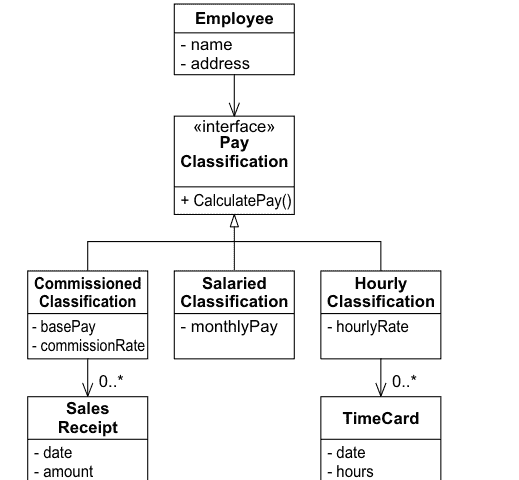 Employee
- name
- address
«interface»
Pay
Classification
+ CalculatePay()
Commissioned
Classification
- basePay
- commissionRate
Salaried
Classification
- monthlyPay
Hourly
Classification
- hourlyRate
0..*
0..*
Sales
Receipt
- date
- amount
TimeCard
- date
- hours